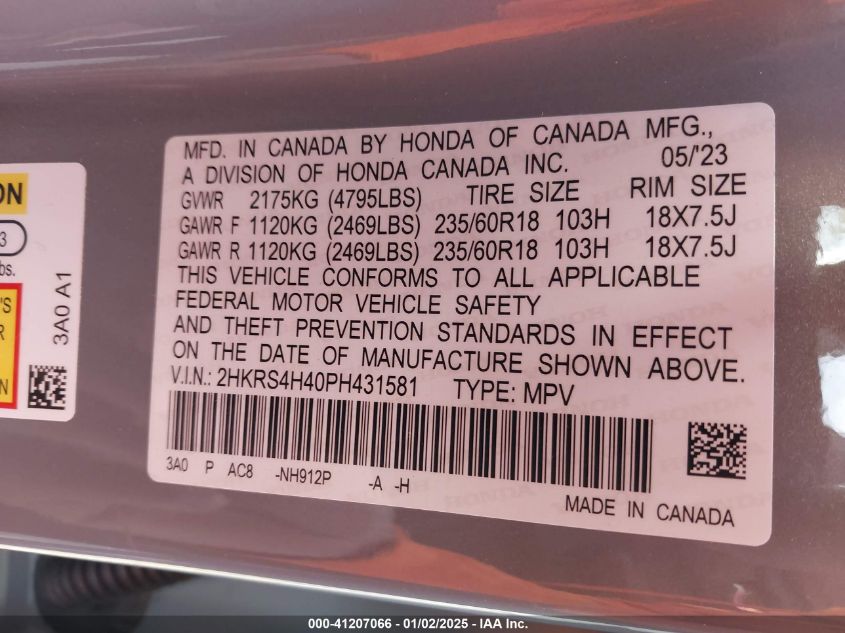 ON
3
bs.
'S
R
N
3A0 A1
MFD. IN CANADA BY HONDA OF CANADA MFG.,
A DIVISION OF HONDA CANADA INC. 05/'23
GVWR 2175KG (4795LBS) TIRE SIZE RIM SIZE
GAWR F 1120KG (2469LBS) 235/60R18 103H 18X7.5J
GAWR R 1120KG (2469LBS) 235/60R18 103H 18X7.5J
THIS VEHICLE CONFORMS TO ALL APPLICABLE
FEDERAL MOTOR VEHICLE SAFETY
AND THEFT PREVENTION STANDARDS IN EFFECT
ON THE DATE OF MANUFACTURE SHOWN ABOVE.
V.I.N.: 2HKRS4H40PH431581 TYPE: MPV
3A0 P AC8 -NH912P -A -H
MADE IN CANADA
000-41207066 - 01/02/2025 - IAA Inc.